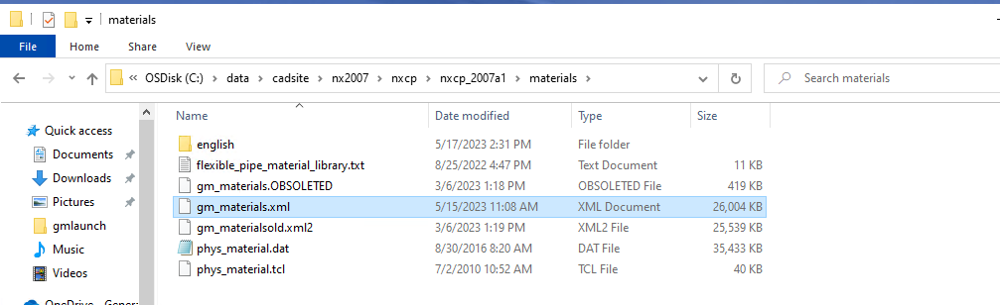 materials
File Home Share View
« OSDisk (C:) > data > cadsite > nx2007 > nxcp > nxcp_2007a1 > materials >
Search materials
Name Date modified Type Size
Quick access
Documents
Downloads
Pictures
gmlaunch
Music
Videos
english 5/17/2023 2:31 PM File folder
flexible_pipe_material_library.txt 8/25/2022 4:47 PM Text Document 11 KB
gm_materials.OBSOLETED 3/6/2023 1:18 PM OBSOLETED File 419 KB
gm_materials.xml 5/15/2023 11:08 AM XML Document 26,004 KB
gm_materialsold.xml2 3/6/2023 1:19 PM XML2 File 25,539 KB
phys_material.dat 8/30/2016 8:20 AM DAT File 35,433 KB
phys_material.tcl 7/2/2010 10:52 AM TCL File 40 KB